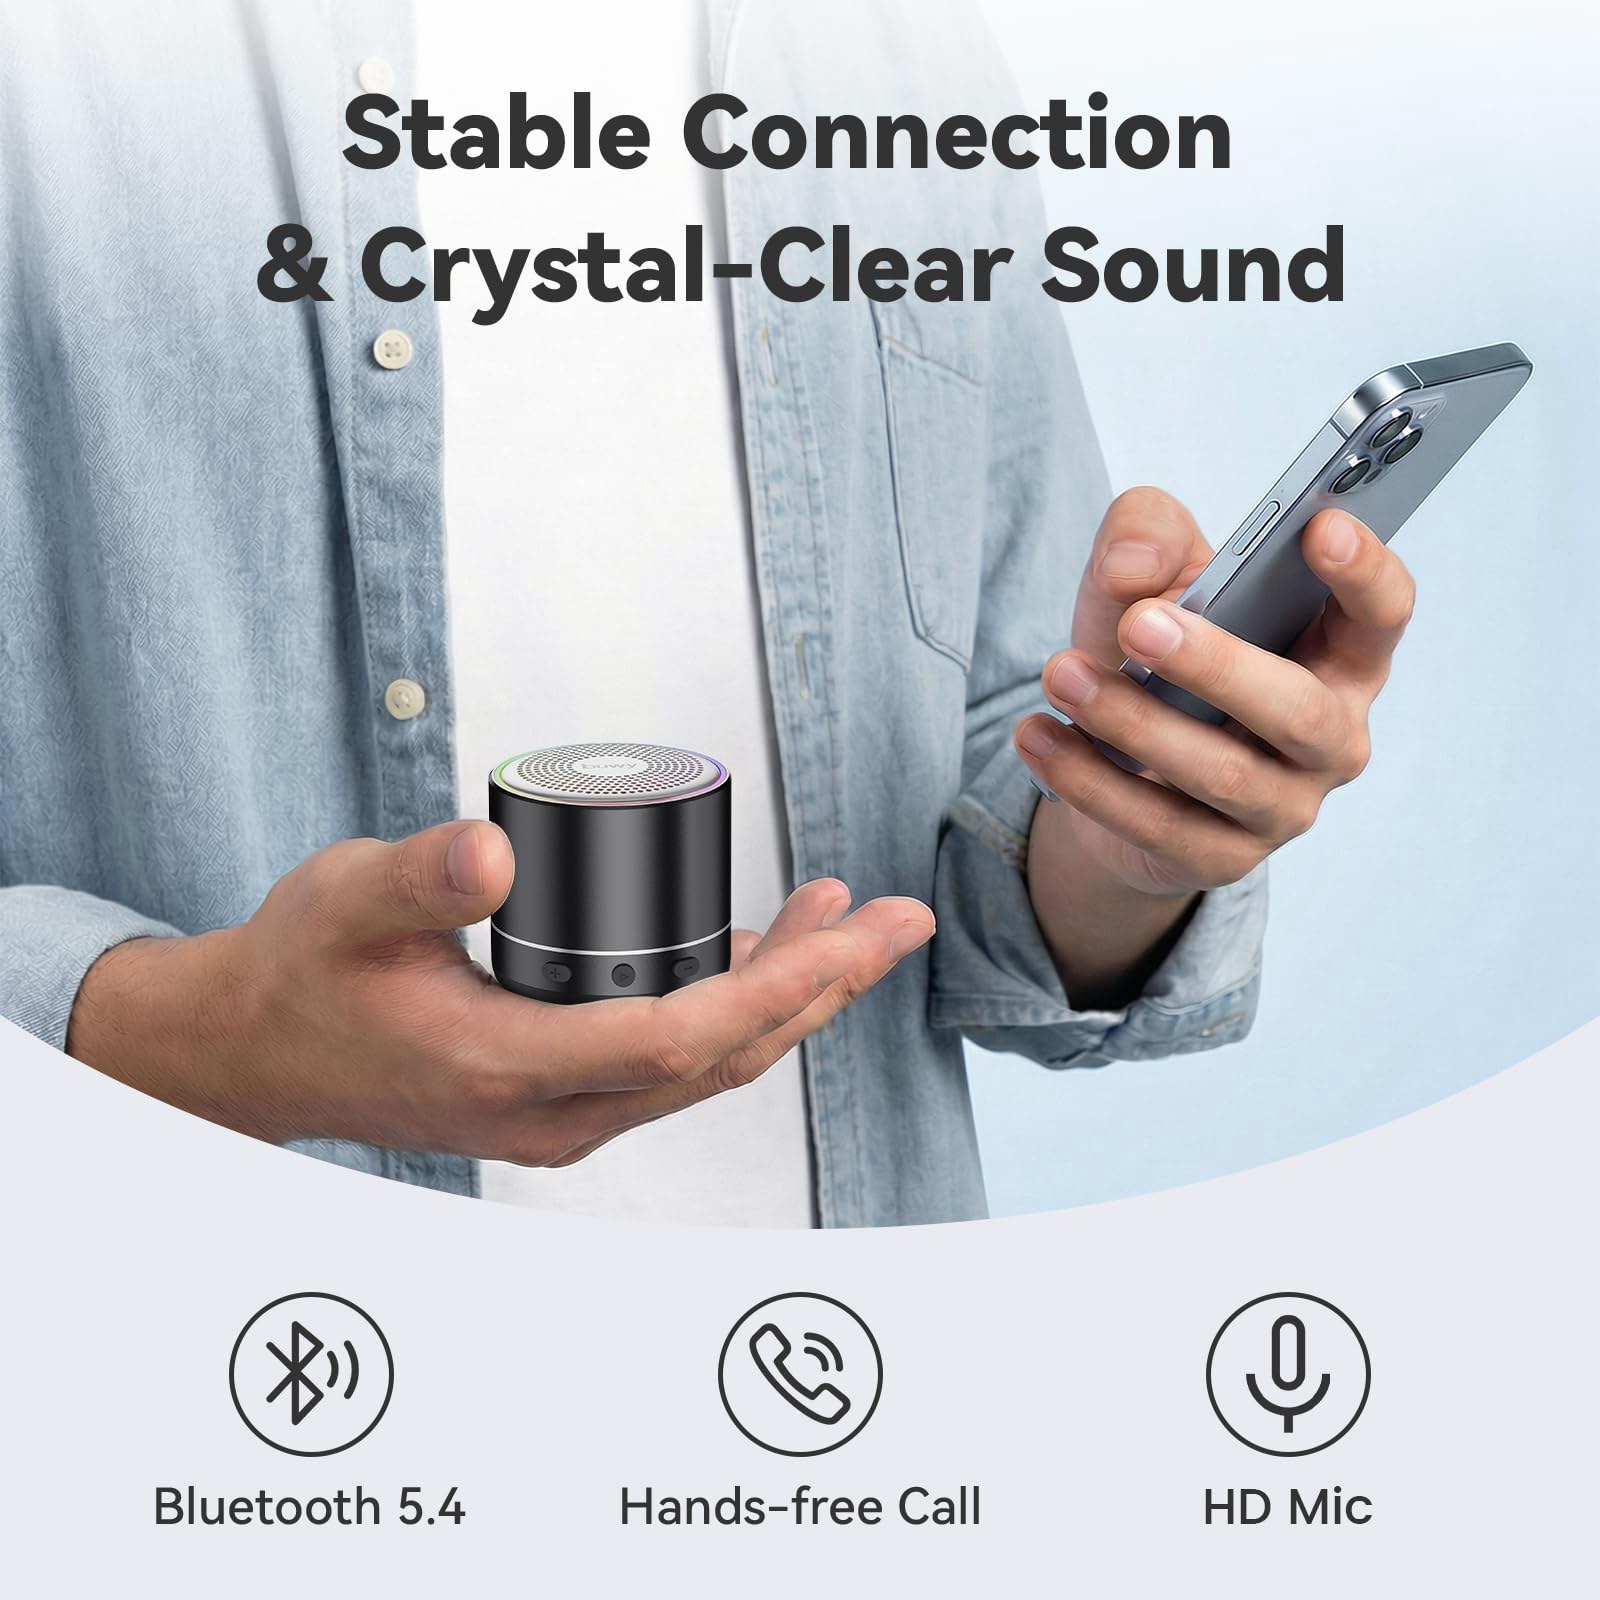 Stable Connection
& Crystal-Clear Sound
Bluetooth 5.4
Hands-free Call
HD Mic